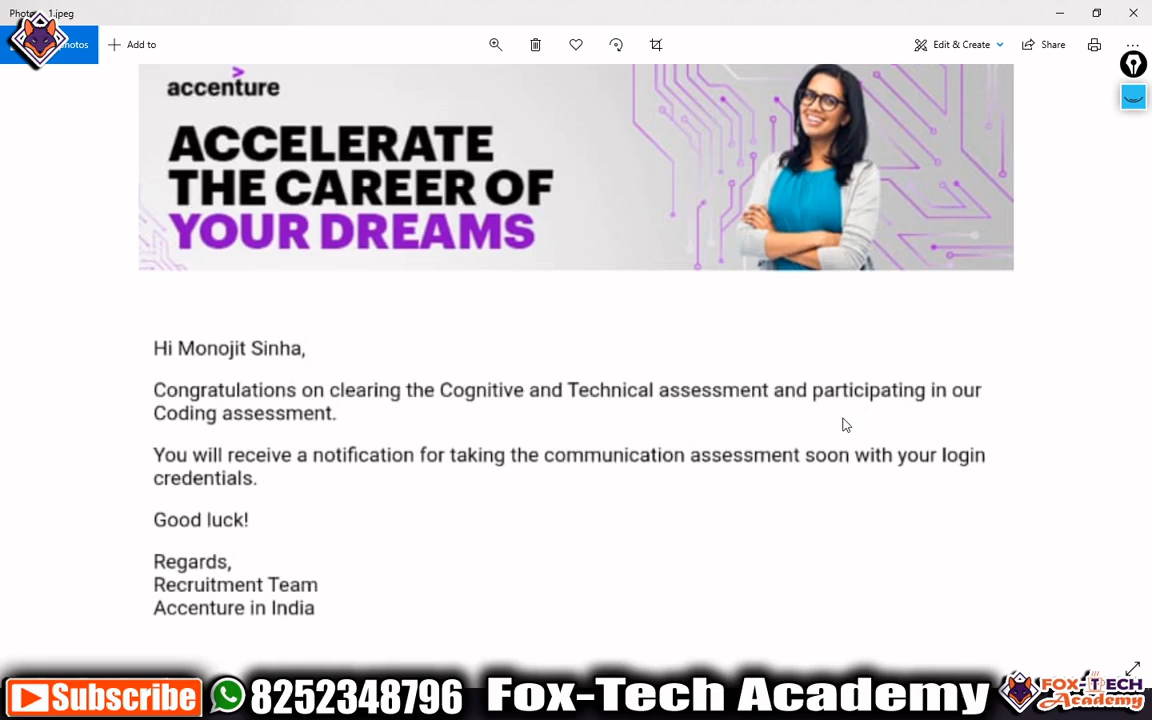 Photo
1.jpeg
hotos
Add to
Edit & Create
Share
accenture
ACCELERATE
THE CAREER OF
YOUR DREAMS
Hi Monojit Sinha,
Congratulations on clearing the Cognitive and Technical assessment and participating in our
Coding assessment.
You will receive a notification for taking the communication assessment soon with your login
credentials.
Good luck!
Regards,
Recruitment Team
Accenture in India
Subscribe 8252348796 Fox-Tech Academy
FOX-TECH
Academy